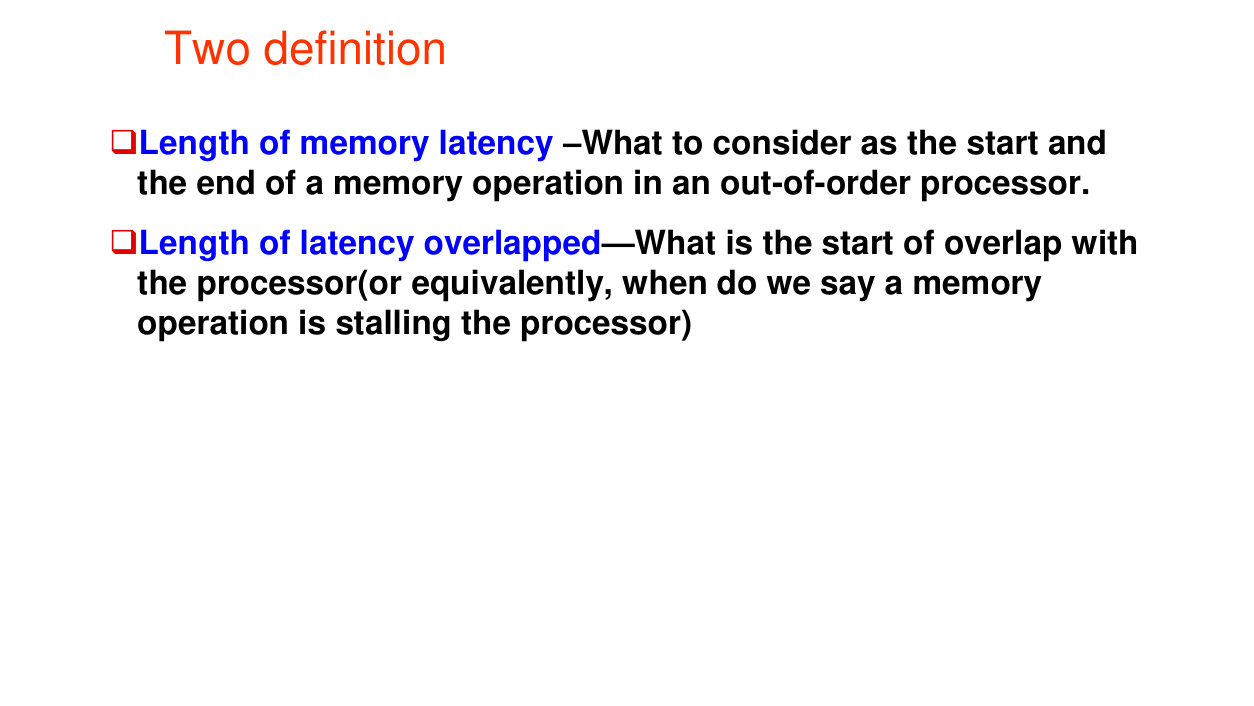 Two definition
❑Length of memory latency –What to consider as the start and
the end of a memory operation in an out-of-order processor.
❑Length of latency overlapped—What is the start of overlap with
the processor(or equivalently, when do we say a memory
operation is stalling the processor)